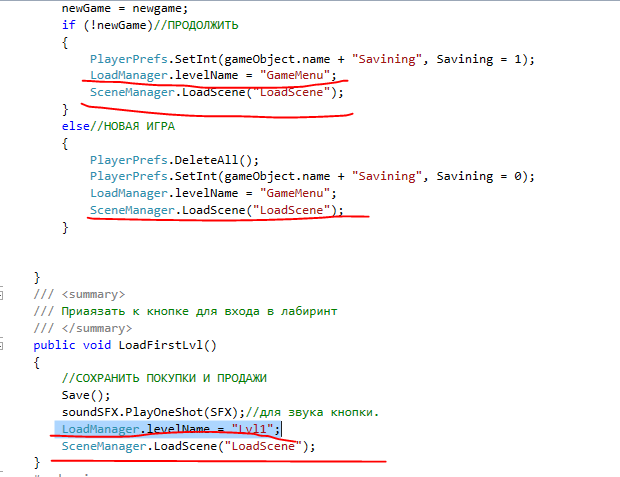 newGame = newgame;
if (!newGame)//ПРОДОЛЖИТЬ
{
PlayerPrefs.SetInt(gameObject.name + "Savining", Savining = 1);
LoadManager.levelName = "GameMenu";
SceneManager.LoadScene("LoadScene");
}
else//НОВАЯ ИГРА
{
PlayerPrefs.DeleteAll();
PlayerPrefs.SetInt(gameObject.name + "Savining", Savining = 0);
LoadManager.levelName = "GameMenu";
SceneManager.LoadScene("LoadScene");
}
}
/// <summary>
/// Приаязать к кнопке для входа в лабиринт
/// </summary>
public void LoadFirstLvl()
{
//СОХРАНИТЬ ПОКУПКИ И ПРОДАЖИ
Save();
soundSFX.PlayOneShot(SFX);//для звука кнопки.
LoadManager.levelName = "Lvl1";
SceneManager.LoadScene("LoadScene");
}